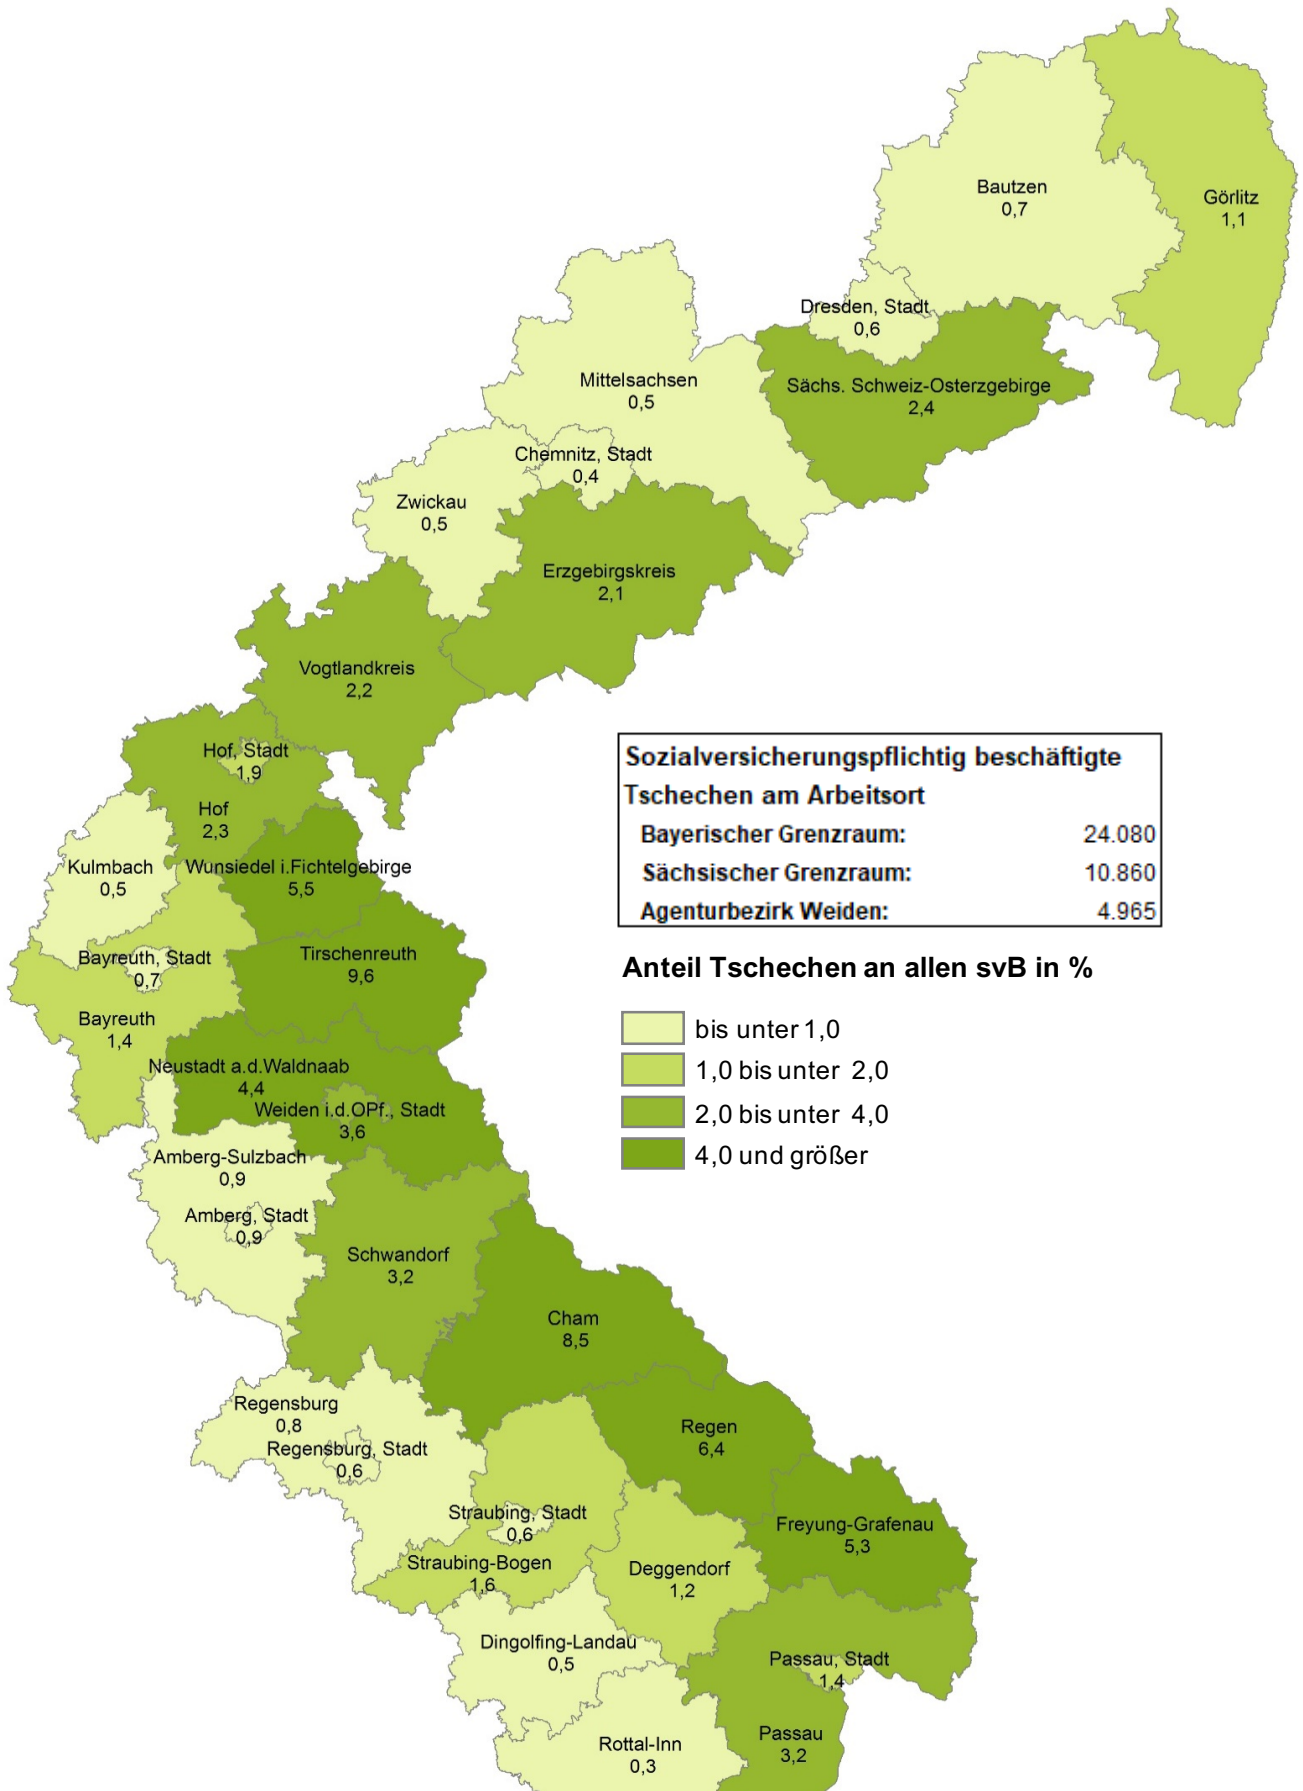 Bautzen
0,7
Görlitz
1,1
Dresden, Stadt
0,6
Mittelsachsen
0,5
Sächs. Schweiz-Osterzgebirge
2,4
Chemnitz, Stadt
0,4
Zwickau
0,5
Erzgebirgskreis
2,1
Vogtlandkreis
2,2
Hof, Stadt
1,9
Hof
2,3
Kulmbach
0,5
Wunsiedel i.Fichtelgebirge
5,5
Bayreuth, Stadt
0,7
Tirschenreuth
9,6
Bayreuth
1,4
Neustadt a.d.Waldnaab
4,4
Weiden i.d.OPf., Stadt
3,6
Amberg-Sulzbach
0,9
Amberg, Stadt
0,9
Schwandorf
3,2
Cham
8,5
Regensburg
0,8
Regensburg, Stadt
0,6
Regen
6,4
Straubing, Stadt
0,6
Freyung-Grafenau
5,3
Straubing-Bogen
1,6
Deggendorf
1,2
Dingolfing-Landau
0,5
Passau, Stadt
1,4
Passau
3,2
Rottal-Inn
0,3
Sozialversicherungspflichtig beschäftigte
Tschechen am Arbeitsort
Bayerischer Grenzraum: 24.080
Sächsischer Grenzraum: 10.860
Agenturbezirk Weiden: 4.965
Anteil Tschechen an allen svB in %
bis unter 1,0
1,0 bis unter 2,0
2,0 bis unter 4,0
4,0 und größer